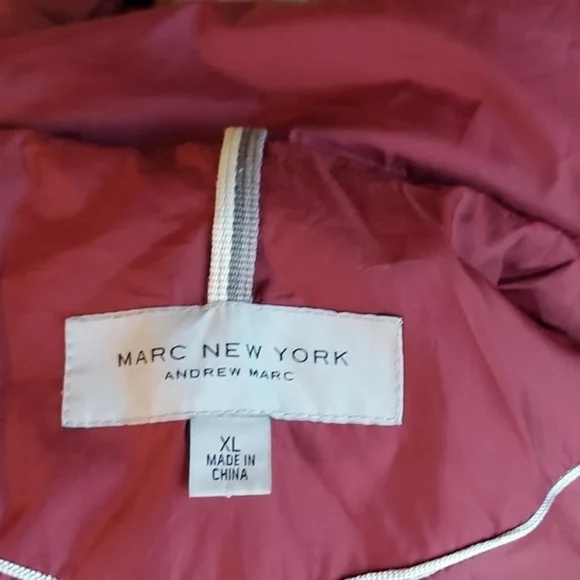 MARC NEW YORK
ANDREW MARC
XL
MADE IN
CHINA